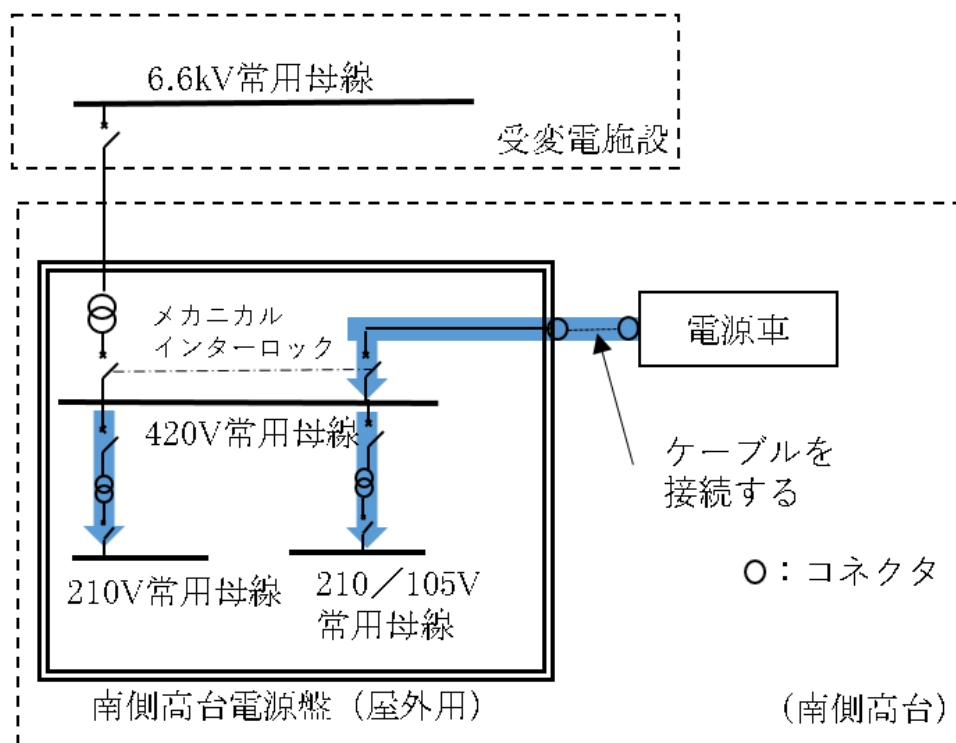 6.6kV常用母線
受変電施設
メカニカル
インターロック
電源車
420V常用母線
ケーブルを
接続する
210V常用母線
210／105V
常用母線
○：コネクタ
南側高台電源盤（屋外用）
（南側高台）